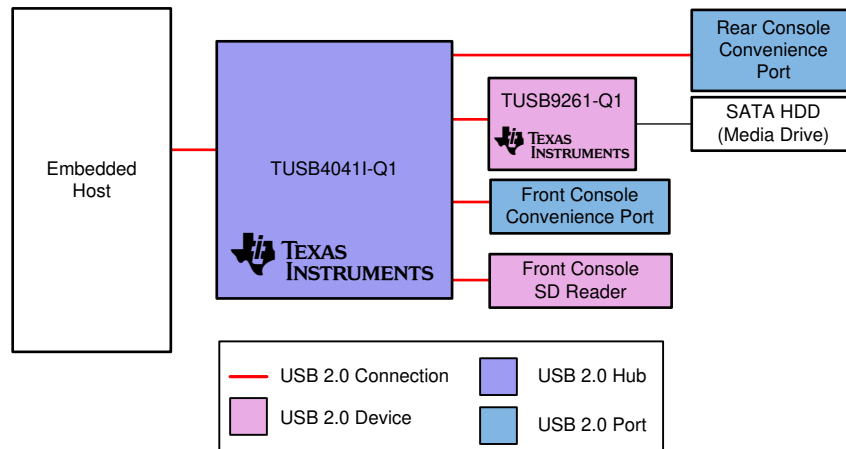 Rear Console
Convenience
Port
TUSB9261-Q1
TEXAS
INSTRUMENTS
SATA HDD
(Media Drive)
Embedded
Host
TUSB4041I-Q1
Front Console
Convenience Port
TEXAS
INSTRUMENTS
Front Console
SD Reader
USB 2.0 Connection
USB 2.0 Hub
USB 2.0 Device
USB 2.0 Port